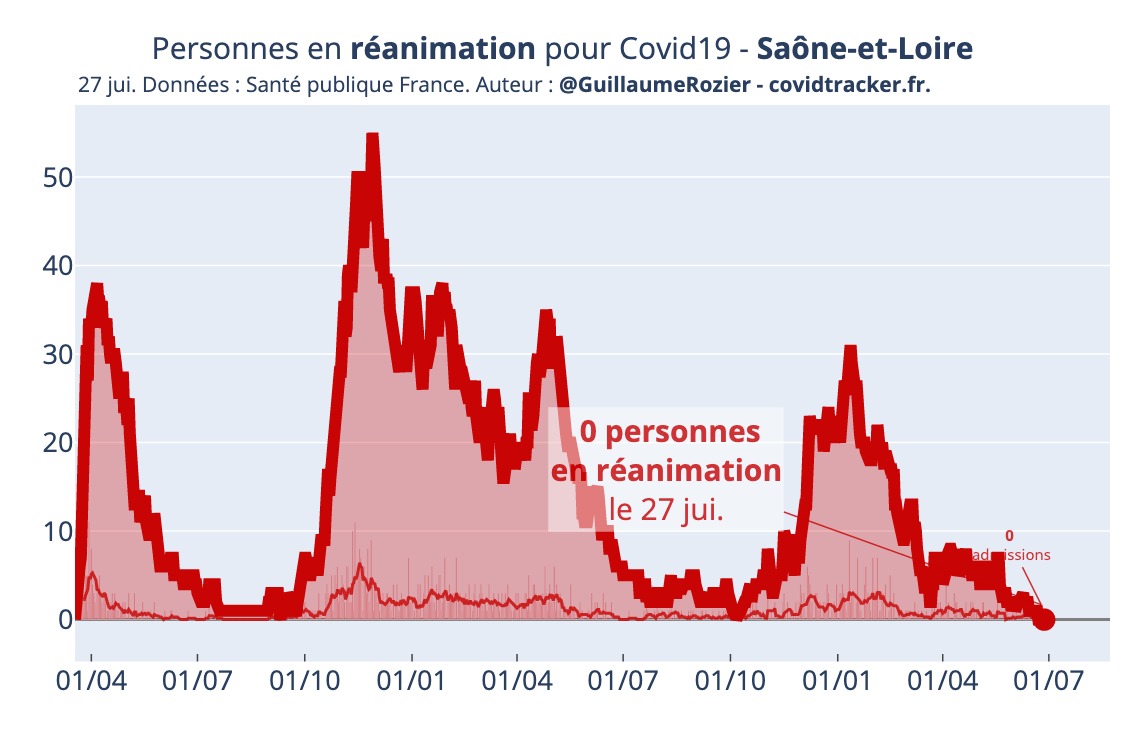 Personnes en réanimation pour Covid19 - Saône-et-Loire
27 jui. Données : Santé publique France. Auteur : @GuillaumeRozier - covidtracker.fr.
50
40
30
20
10
0
0 personnes
en réanimation
le 27 jui.
0
admissions
01/04 01/07 01/10 01/01 01/04 01/07 01/10 01/01 01/04 01/07